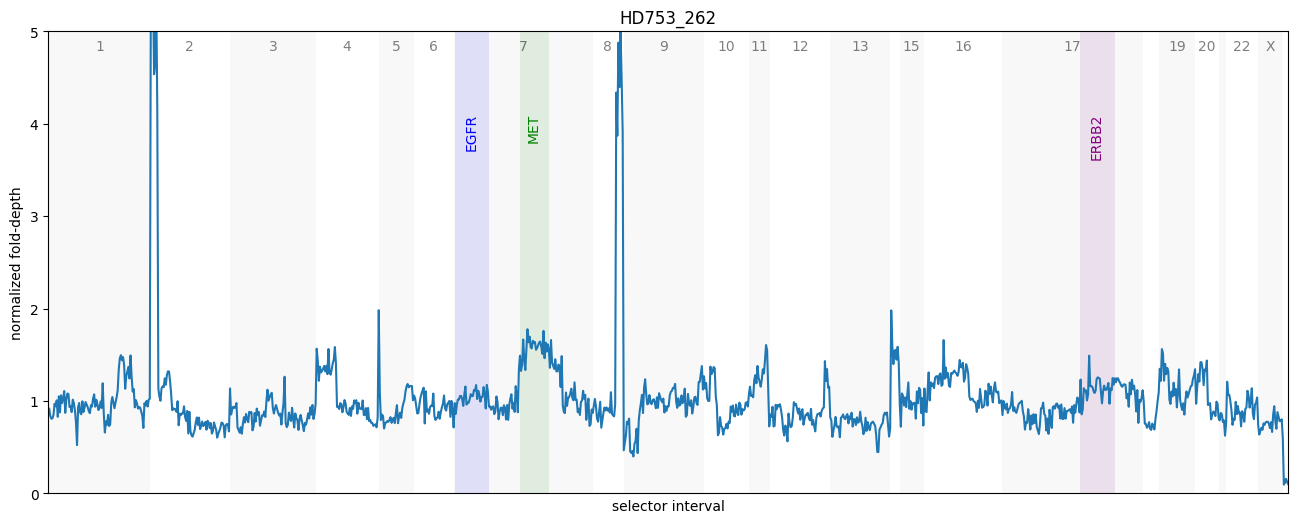 HD753_262
normalized fold-depth
5
4
3
2
1
0
1 2 3 4 5 6 7 8 9 10 11 12 13 15 16 17 19 20 22 X
EGFR
MET
ERBB2
selector interval